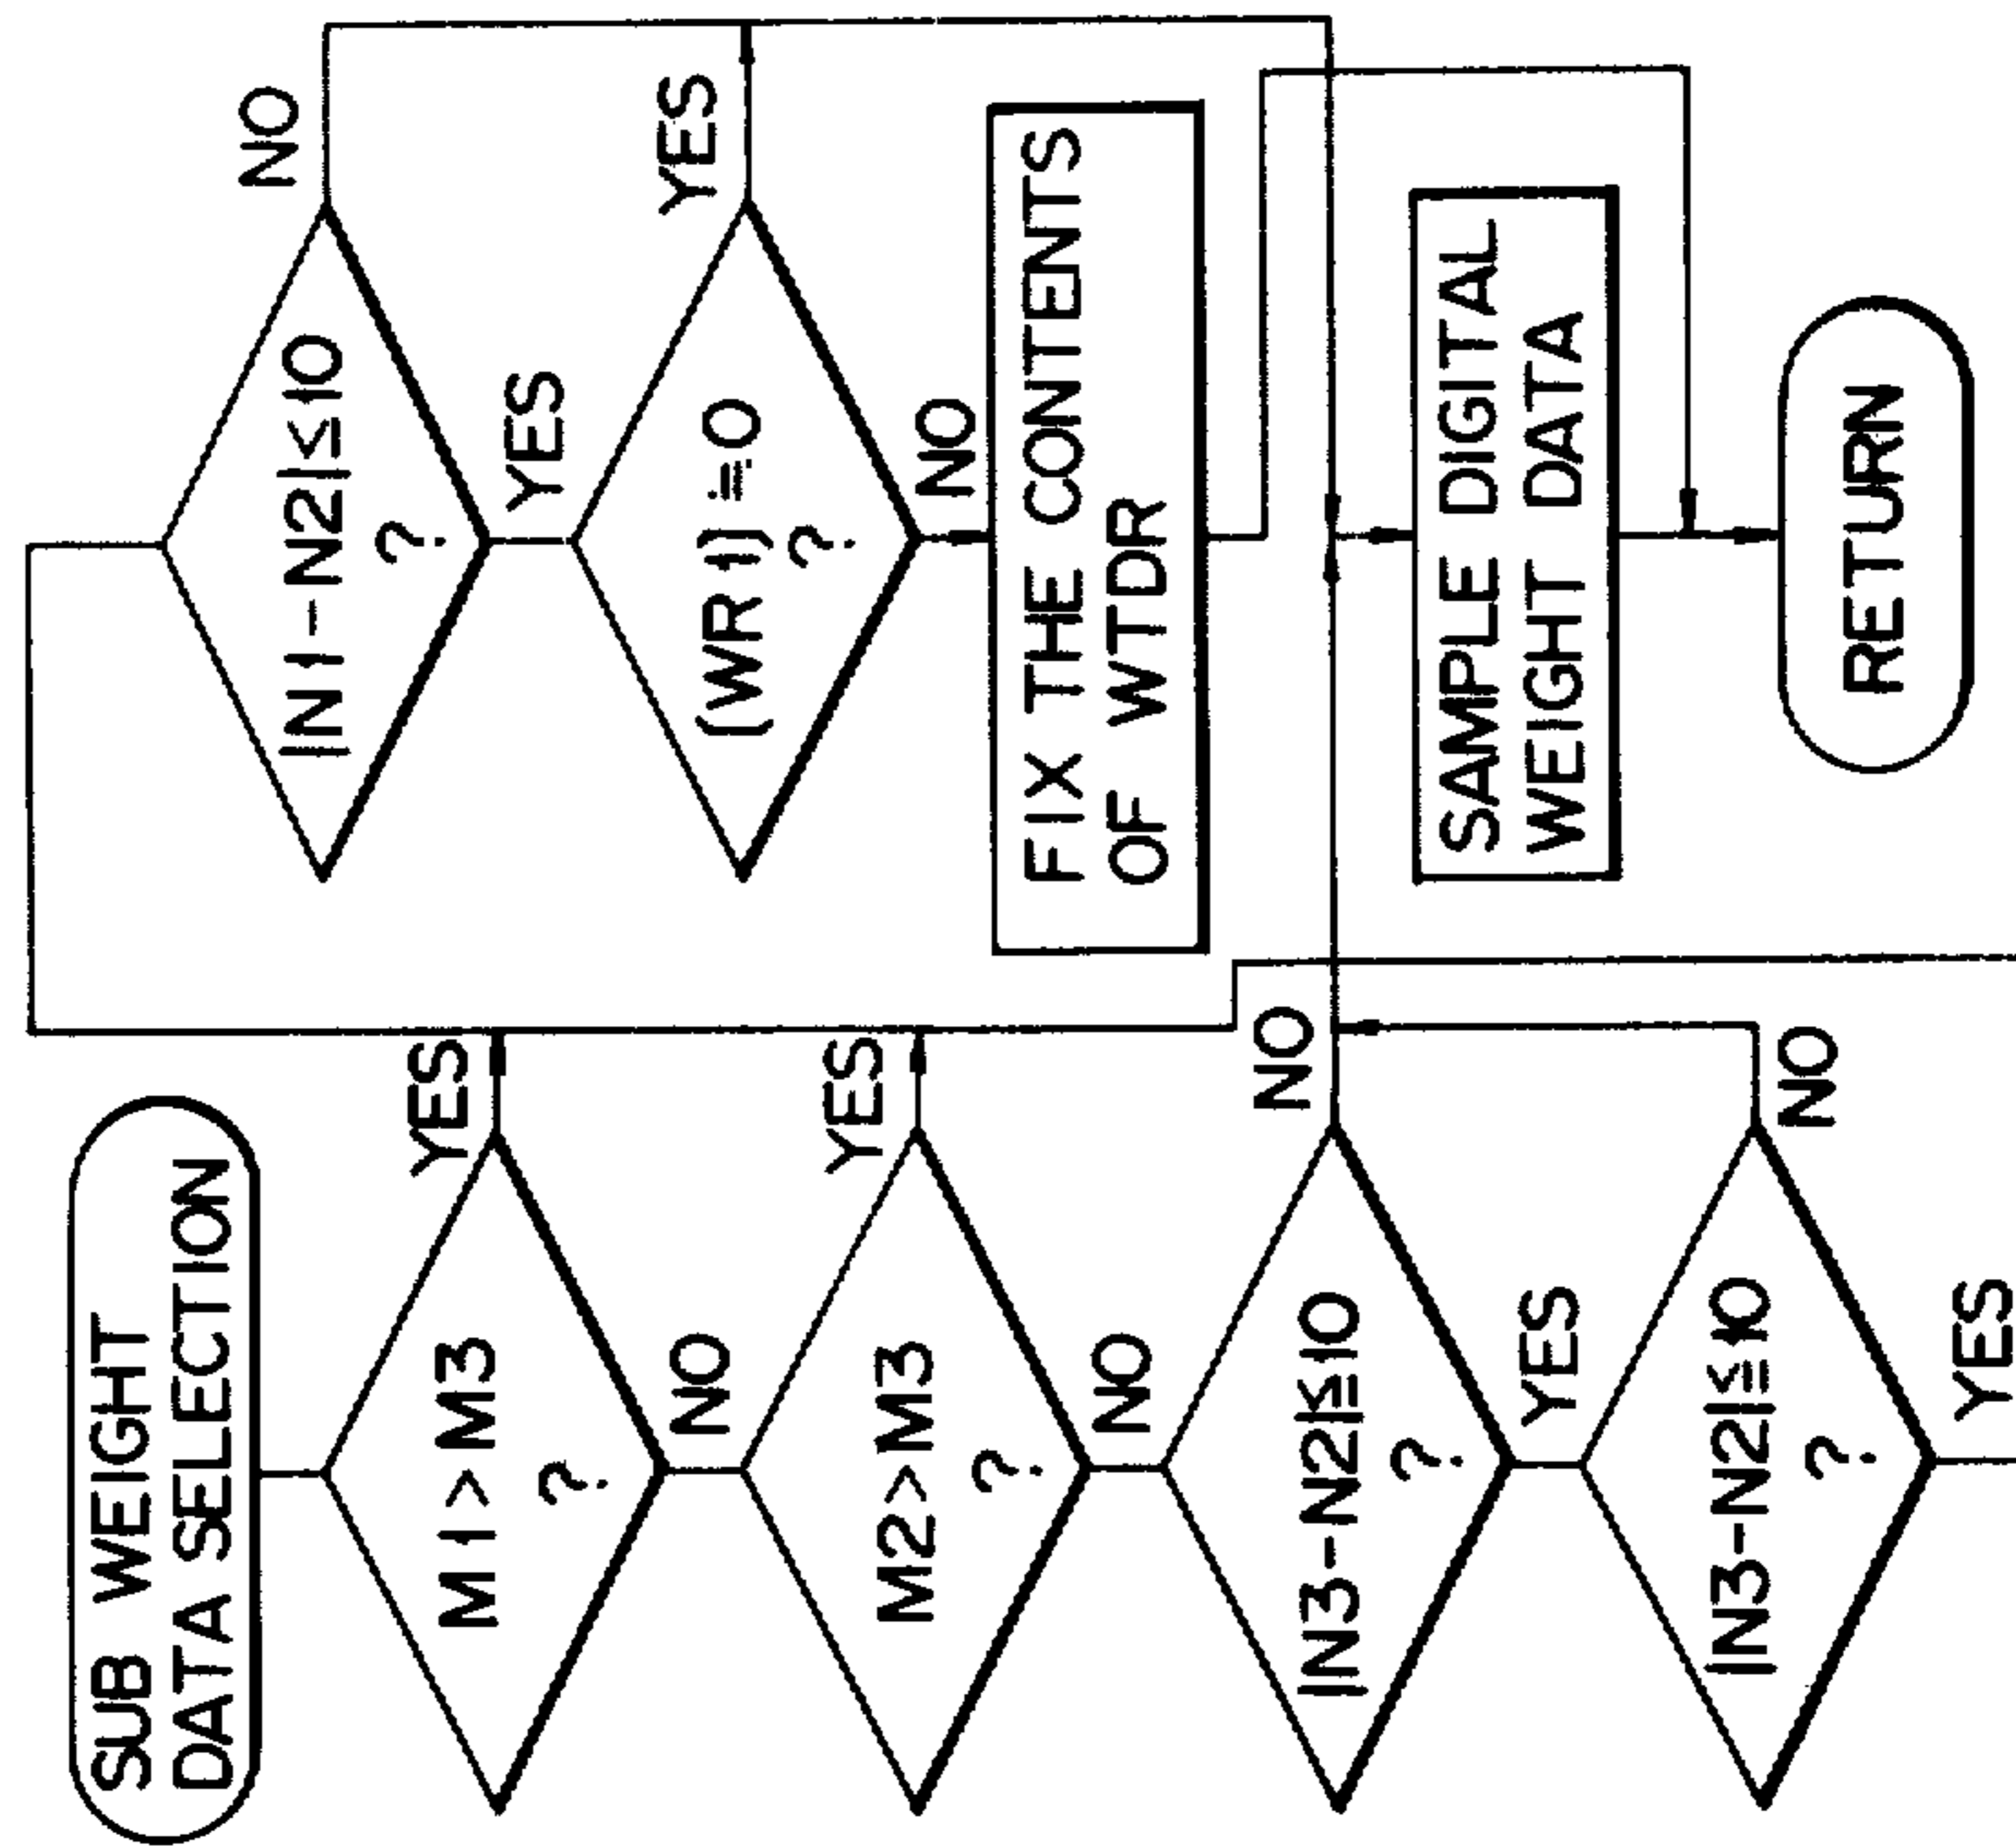 SUB WEIGHT
DATA SELECTION
M1>M3
?
YES
NO
M2>M3
?
YES
NO
|N3-N2|≦10
?
NO
YES
|N3-N2|≦10
?
NO
YES
|N1-N2|≦10
?
NO
YES
(WR1)≒0
?
YES
NO
FIX THE CONTENTS
OF WTDR
SAMPLE DIGITAL
WEIGHT DATA
RETURN